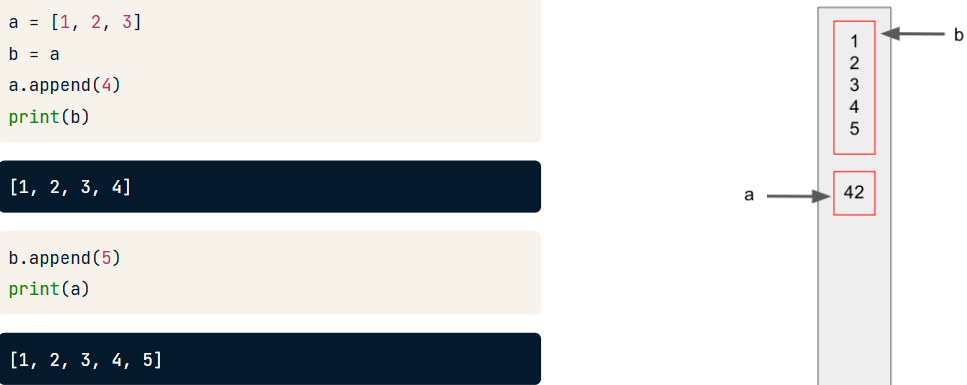 a = [1, 2, 3]
b = a
a.append(4)
print(b)
[1, 2, 3, 4]
b.append(5)
print(a)
[1, 2, 3, 4, 5]
1
2
3
4
5
b
a
42